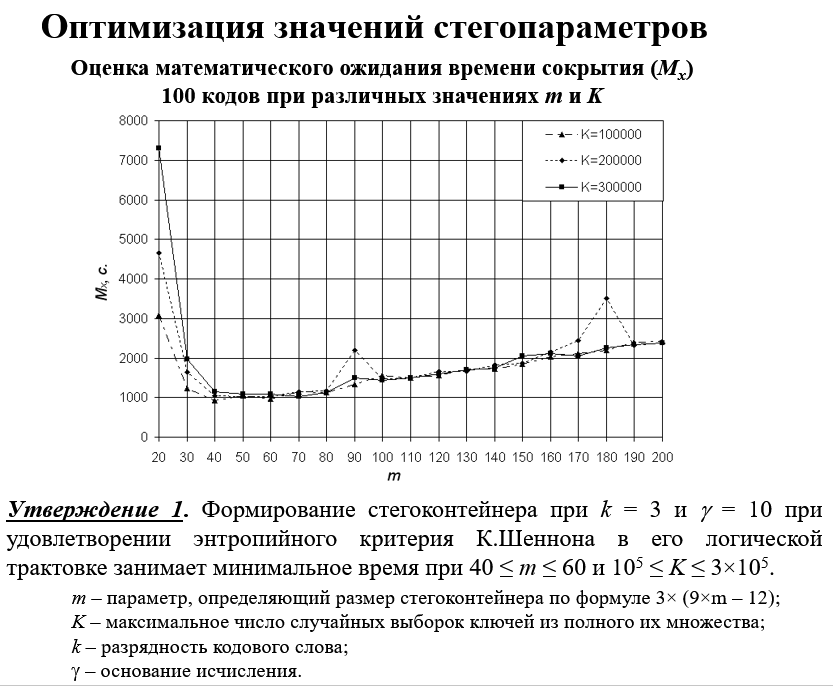 Оптимизация значений стегопараметров
Оценка математического ожидания времени сокрытия (Mx)
100 кодов при различных значениях m и K
8000
7000
6000
5000
4000
3000
2000
1000
0
Mx, с.
K=100000
K=200000
K=300000
20 30 40 50 60 70 80 90 100 110 120 130 140 150 160 170 180 190 200
m
Утверждение 1. Формирование стегоконтейнера при k = 3 и γ = 10 при
удовлетворении энтропийного критерия К.Шеннона в его логической
трактовке занимает минимальное время при 40 ≤ m ≤ 60 и 10⁵ ≤ K ≤ 3×10⁵.
m – параметр, определяющий размер стегоконтейнера по формуле 3× (9×m – 12);
K – максимальное число случайных выборок ключей из полного их множества;
k – разрядность кодового слова;
γ – основание исчисления.